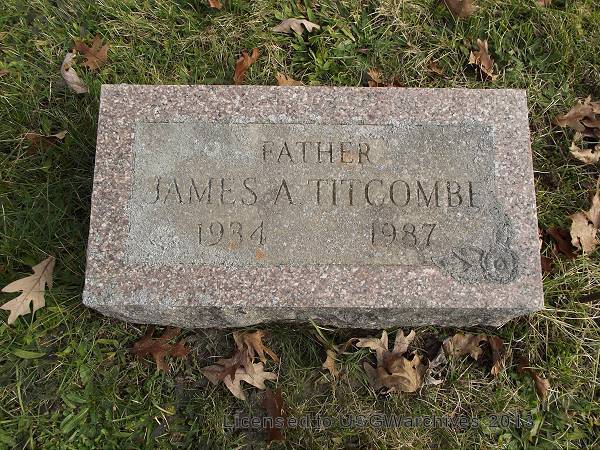 FATHER
JAMES A TITCOMBE
1934 1987
Licensed to USGWarchives 2013